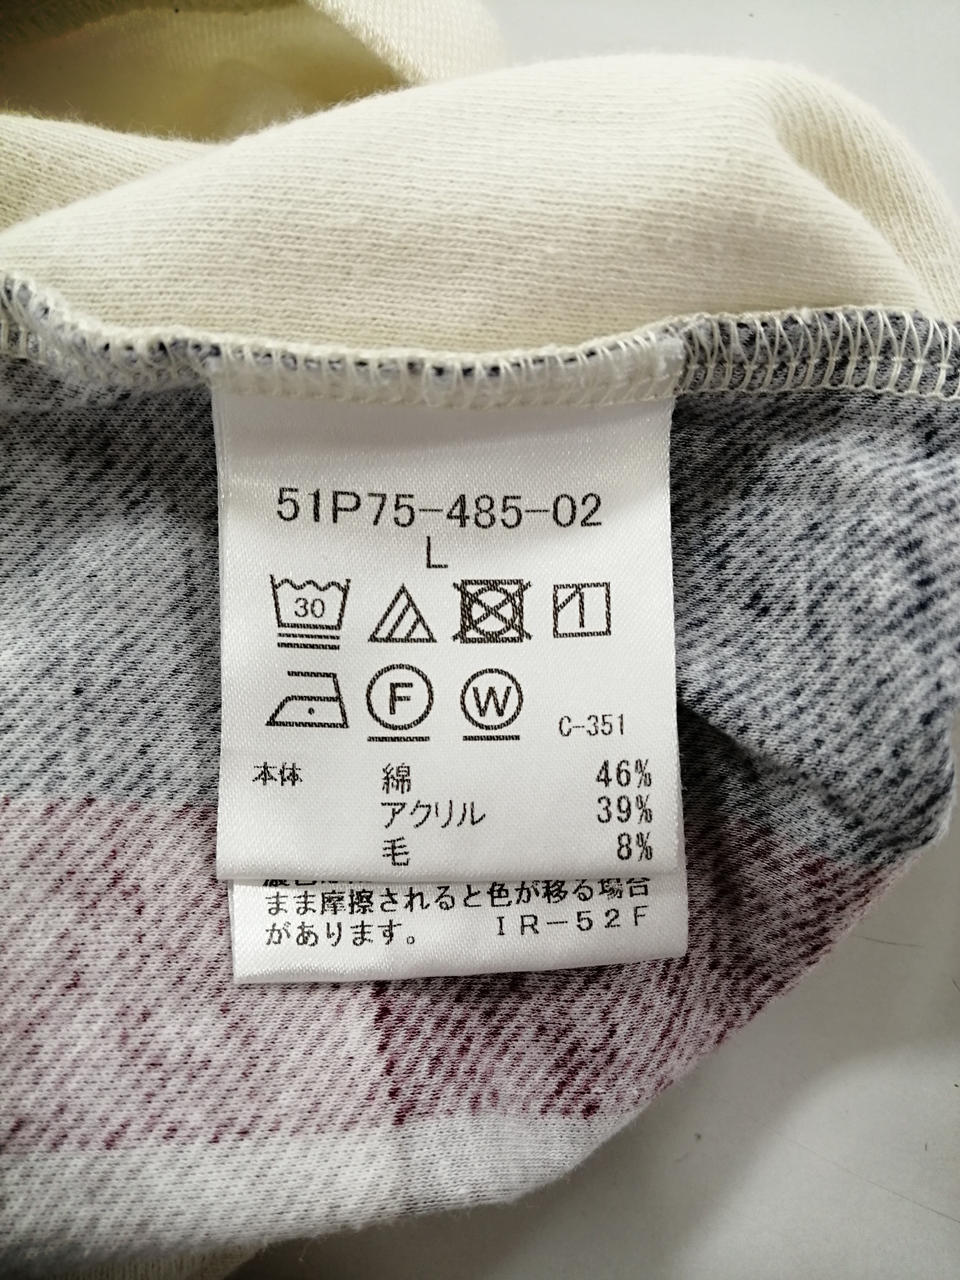 51P75-485-02
L
30
F W C-351
本体 綿 46%
アクリル 39%
毛 8%
まま摩擦されると色が移る場合
があります。 IR-52F